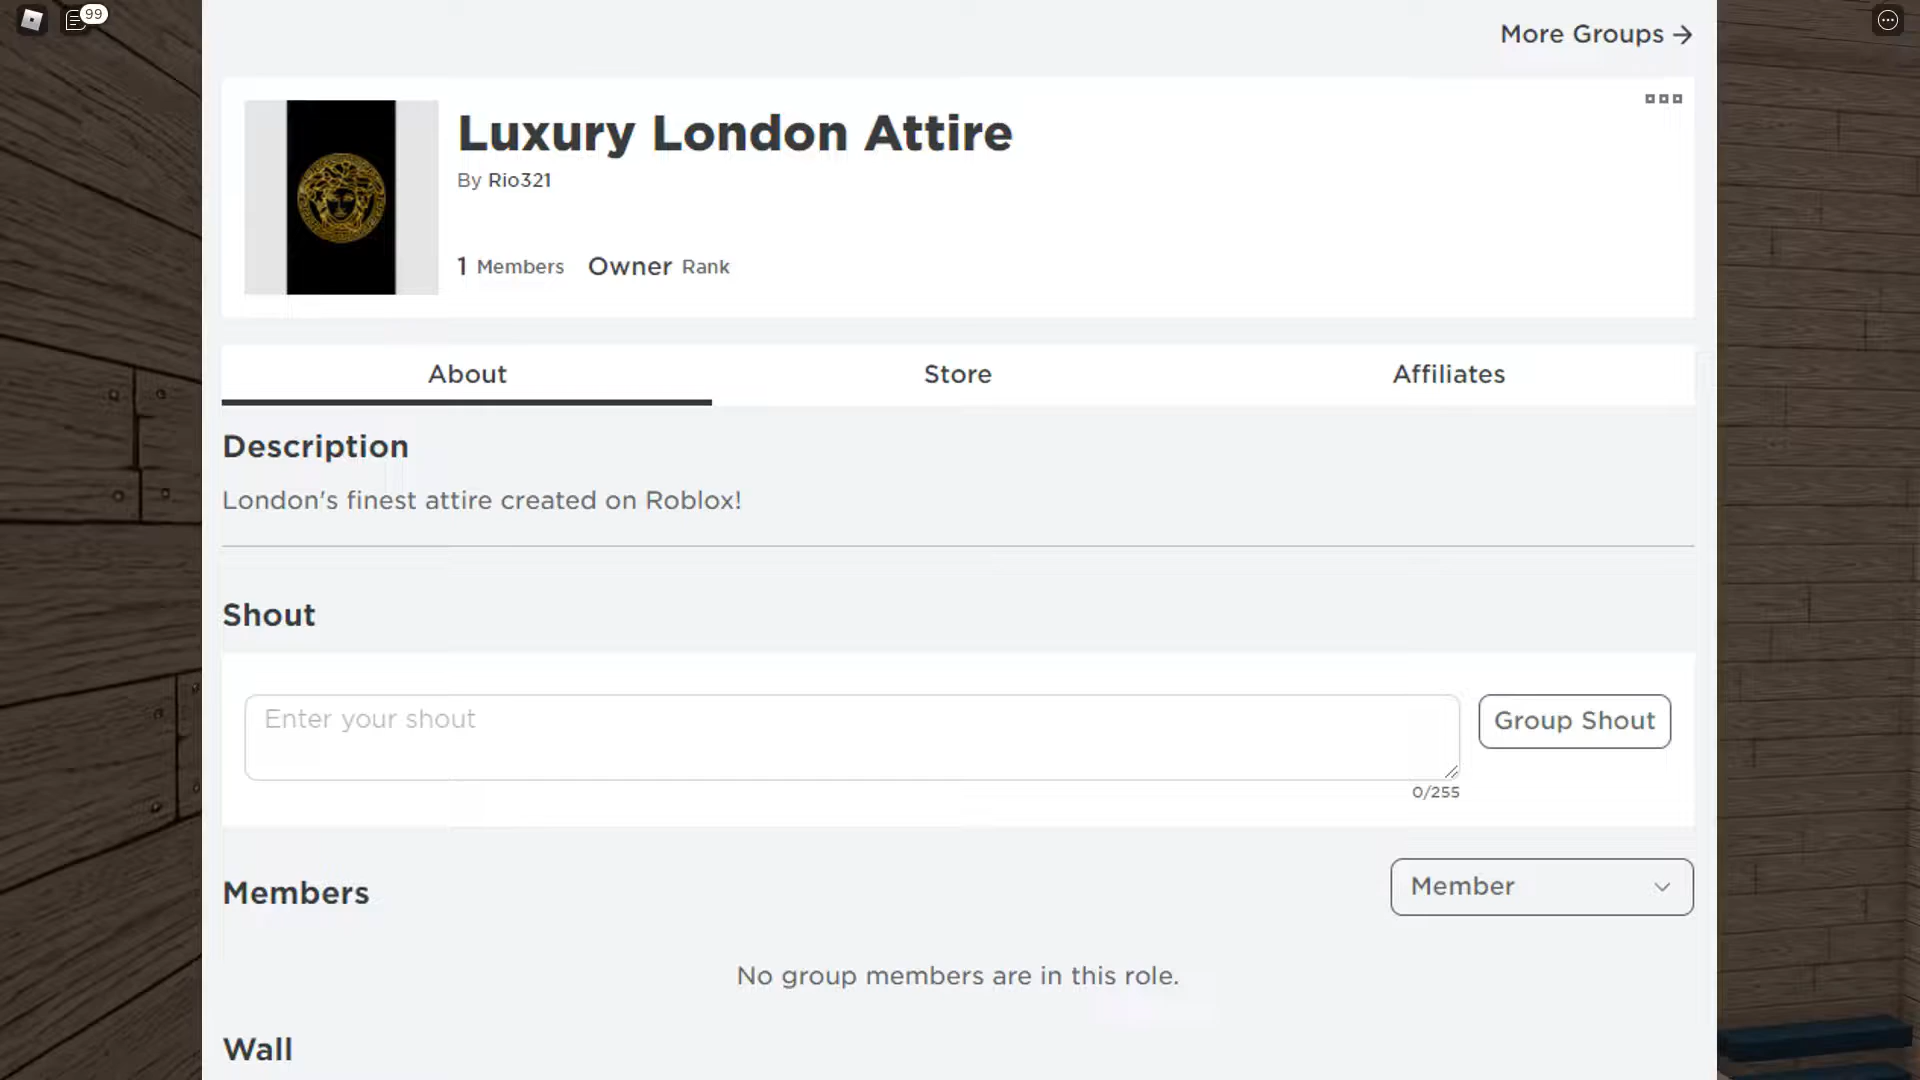 99
More Groups
Luxury London Attire
By Rio321
1 Members Owner Rank
About Store Affiliates
Description
London's finest attire created on Roblox!
Shout
Enter your shout
Group Shout
0/255
Members
Member
No group members are in this role.
Wall